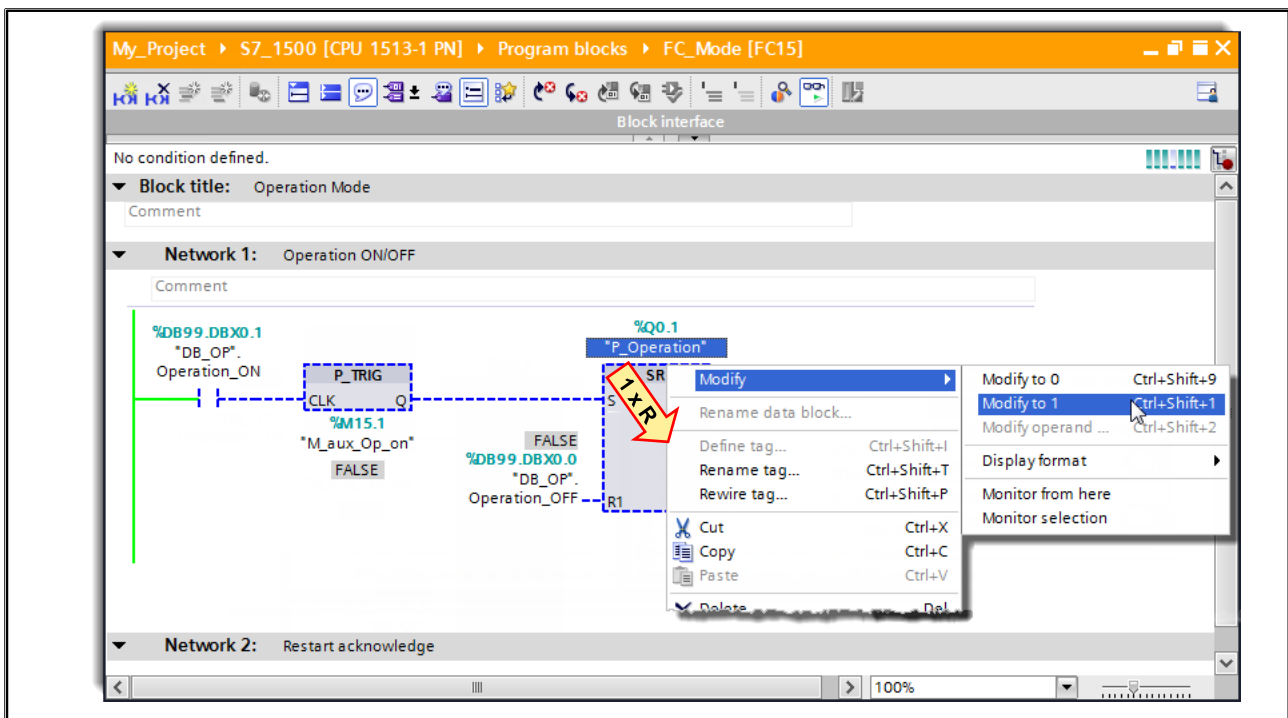 My_Project ▸ S7_1500 [CPU 1513-1 PN] ▸ Program blocks ▸ FC_Mode [FC15]
Block interface
No condition defined.
Block title: Operation Mode
Comment
Network 1: Operation ON/OFF
Comment
%DB99.DBX0.1
"DB_OP".
Operation_ON
P_TRIG
CLK Q
%M15.1
"M_aux_Op_on"
FALSE
%Q0.1
"P_Operation"
SR
S
1 x R
FALSE
%DB99.DBX0.0
"DB_OP".
Operation_OFF
R1
Modify
Rename data block...
Define tag... Ctrl+Shift+I
Rename tag... Ctrl+Shift+T
Rewire tag... Ctrl+Shift+P
Cut Ctrl+X
Copy Ctrl+C
Paste Ctrl+V
Delete Del
Modify to 0 Ctrl+Shift+9
Modify to 1 Ctrl+Shift+1
Modify operand ... Ctrl+Shift+2
Display format
Monitor from here
Monitor selection
Network 2: Restart acknowledge
100%